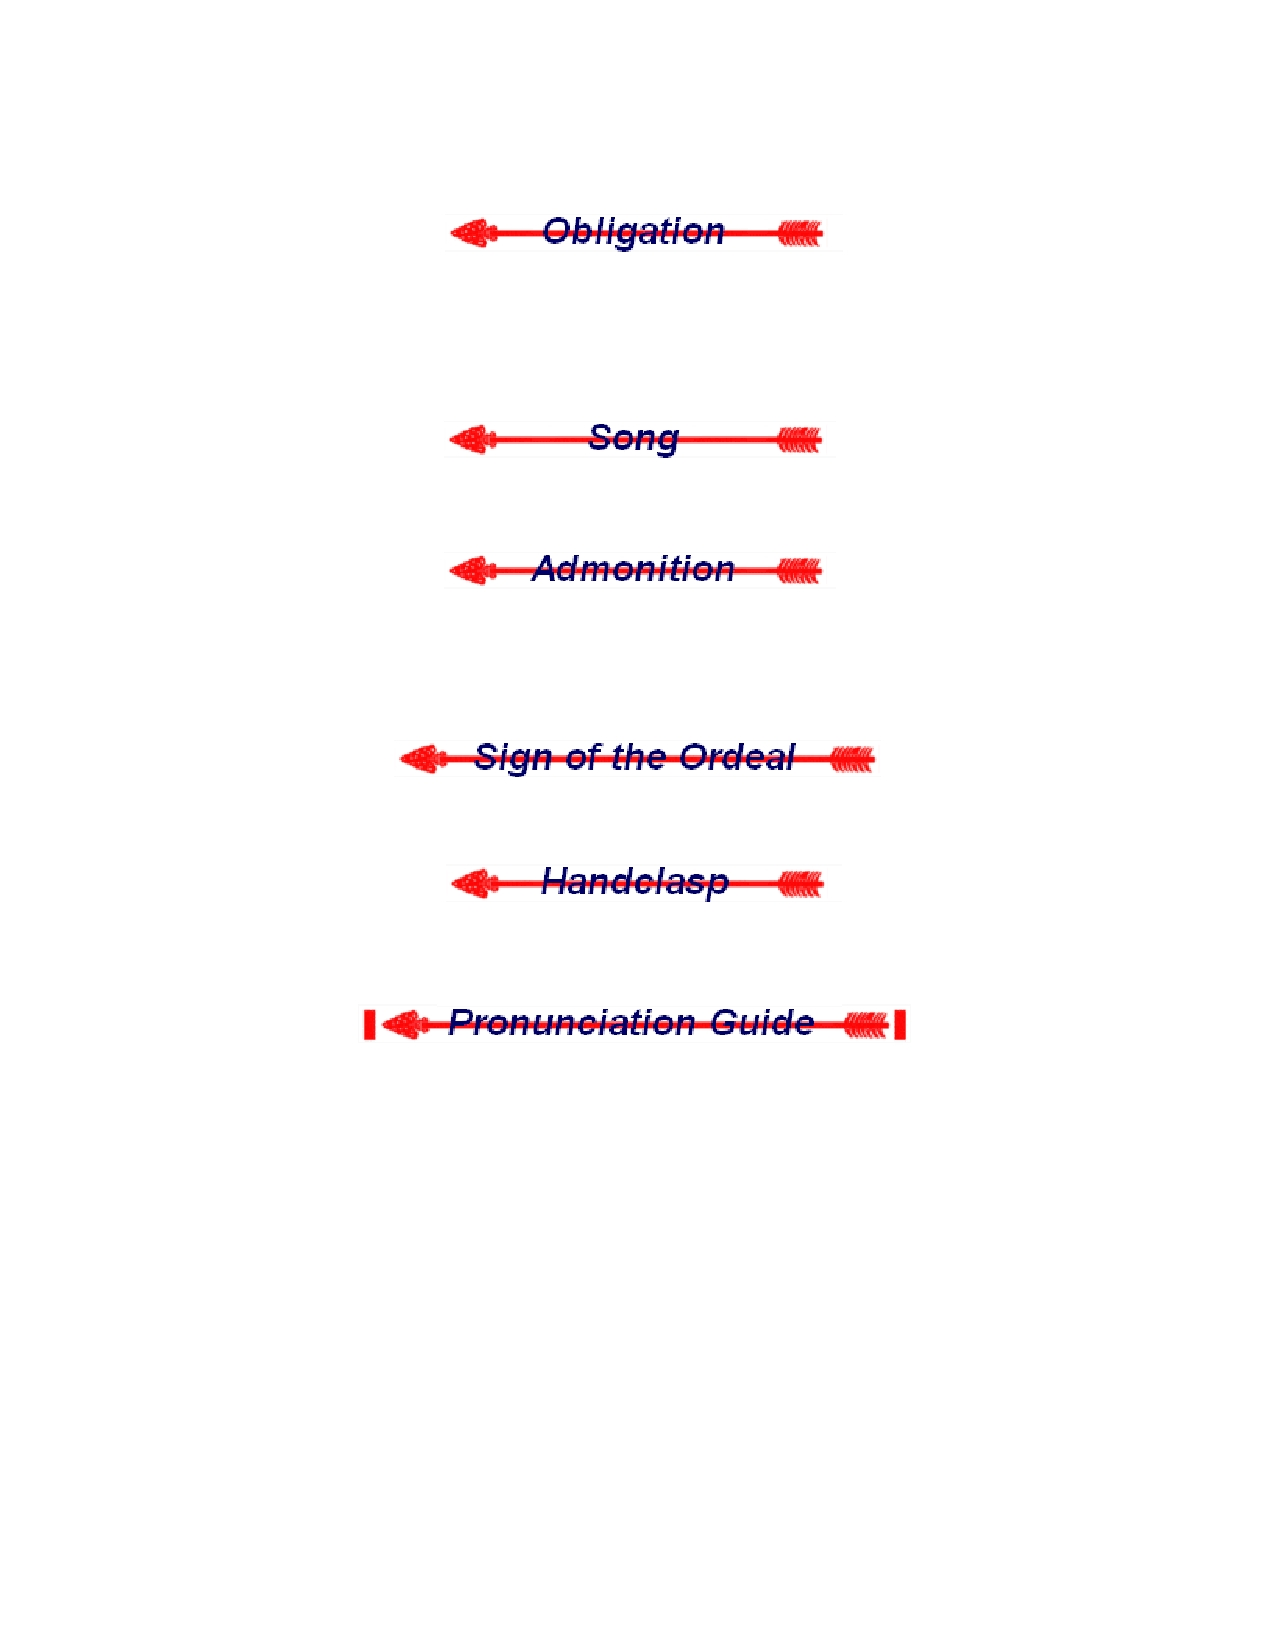 Obligation
Song
Admonition
Sign of the Ordeal
Handclasp
Pronunciation Guide